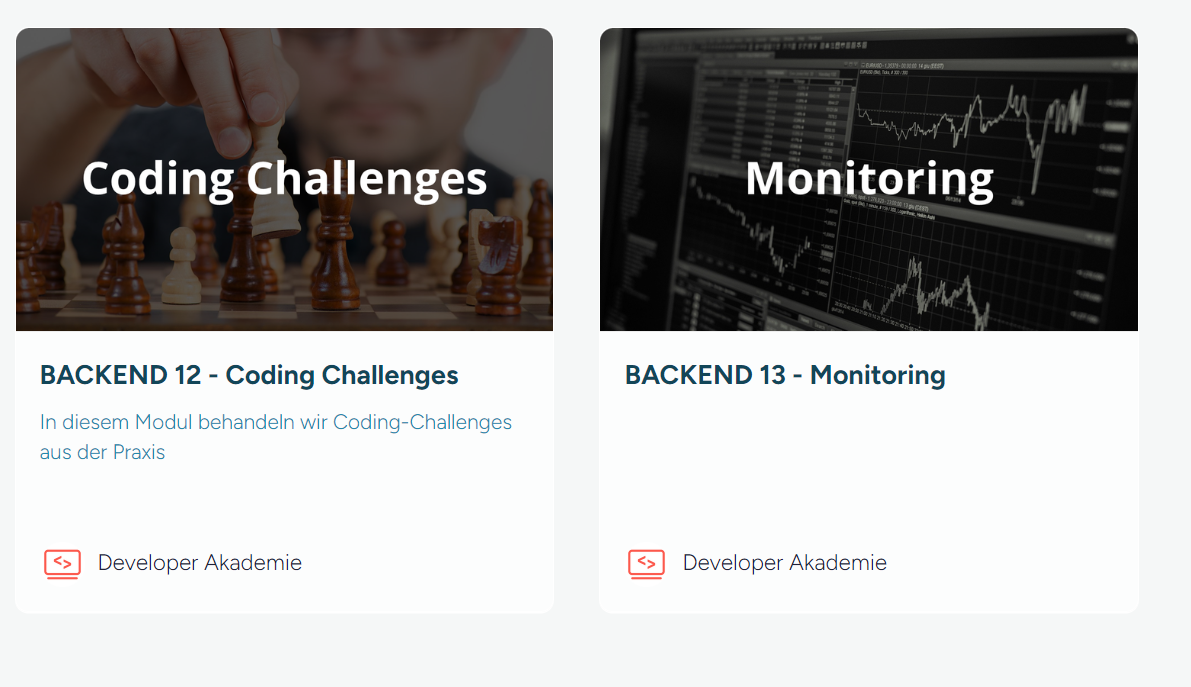 Coding Challenges
BACKEND 12 - Coding Challenges
In diesem Modul behandeln wir Coding-Challenges
aus der Praxis
Developer Akademie
Monitoring
BACKEND 13 - Monitoring
Developer Akademie